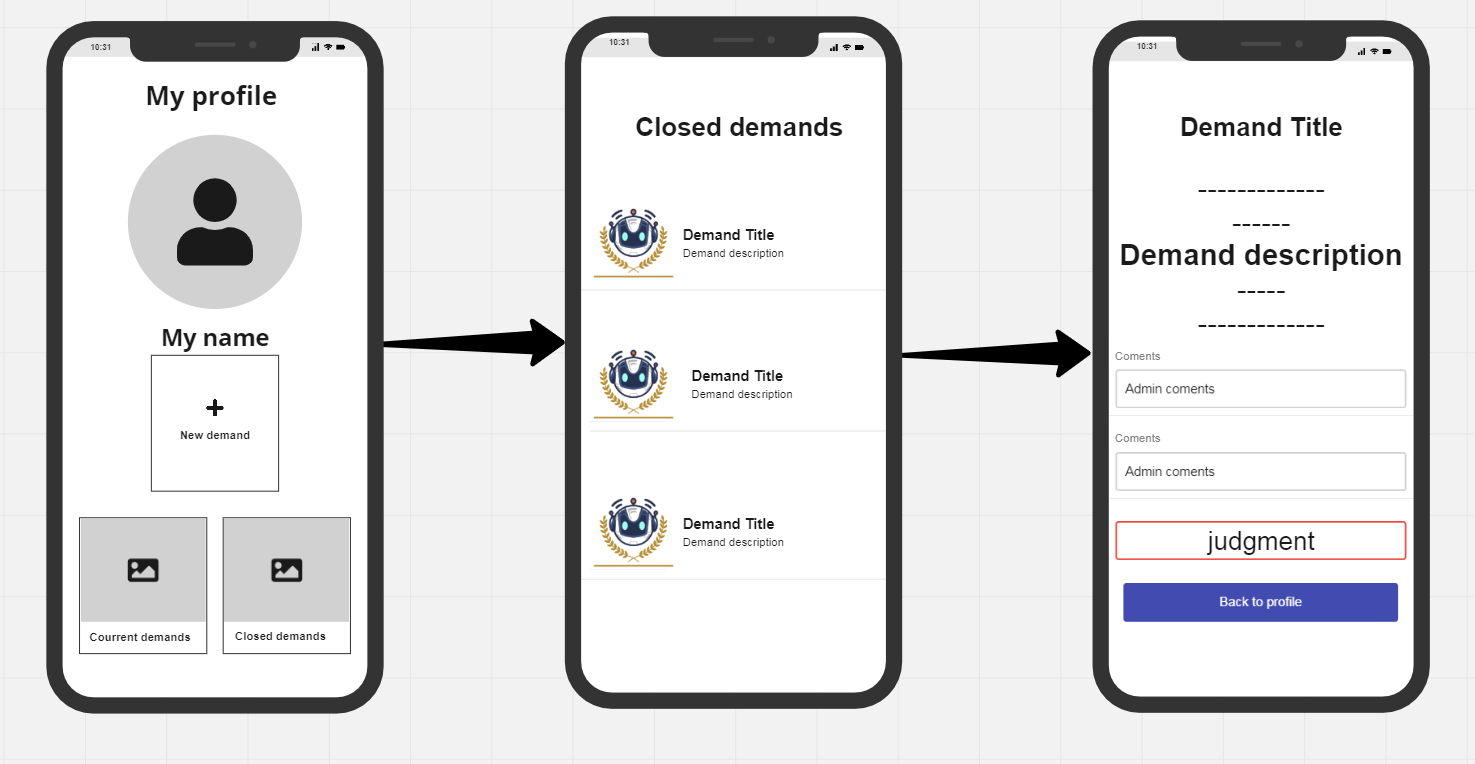 10:31
My profile
My name
New demand
Courrent demands
Closed demands
10:31
Closed demands
Demand Title
Demand description
Demand Title
Demand description
Demand Title
Demand description
10:31
Demand Title
-------------
------
Demand description
-----
-------------
Coments
Admin coments
Coments
Admin coments
judgment
Back to profile